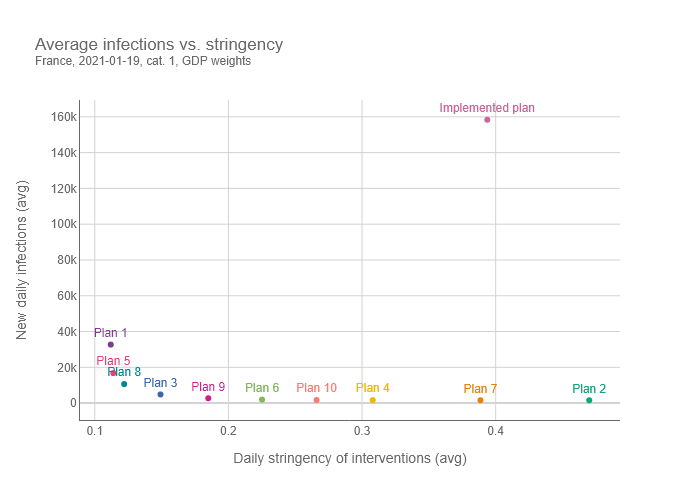 Average infections vs. stringency
France, 2021-01-19, cat. 1, GDP weights
Implemented plan
160k
140k
120k
100k
80k
60k
40k
20k
0
New daily infections (avg)
Plan 1
Plan 5
Plan 8
Plan 3
Plan 9
Plan 6
Plan 10
Plan 4
Plan 7
Plan 2
0.1
0.2
0.3
0.4
Daily stringency of interventions (avg)